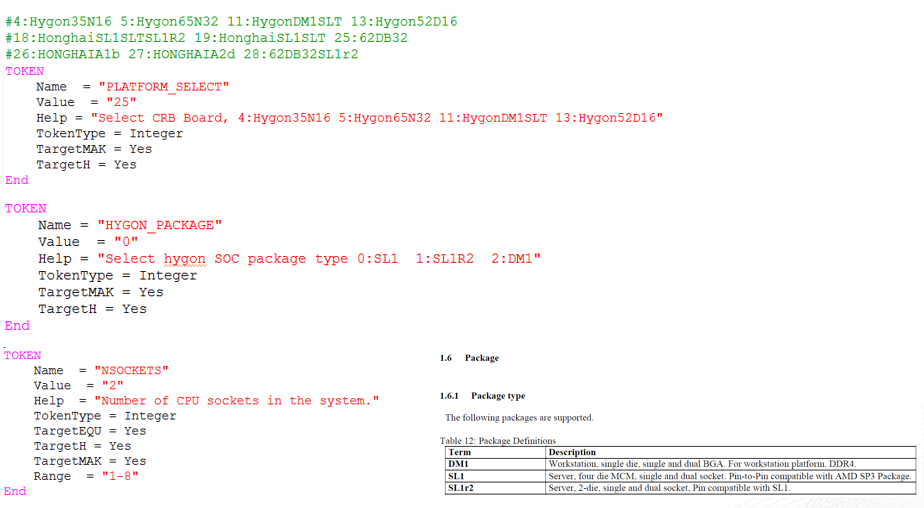 #4:Hygon35N16 5:Hygon65N32 11:HygonDM1SLT 13:Hygon52D16
#18:HonghaiSL1SLTSL1R2 19:HonghaiSL1SLT 25:62DB32
#26:HONGHAIA1b 27:HONGHAIA2d 28:62DB32SL1r2
TOKEN
Name = "PLATFORM_SELECT"
Value = "25"
Help = "Select CRB Board, 4:Hygon35N16 5:Hygon65N32 11:HygonDM1SLT 13:Hygon52D16"
TokenType = Integer
TargetMAK = Yes
TargetH = Yes
End
TOKEN
Name = "HYGON_PACKAGE"
Value = "0"
Help = "Select hygon SOC package type 0:SL1 1:SL1R2 2:DM1"
TokenType = Integer
TargetMAK = Yes
TargetH = Yes
End
TOKEN
Name = "NSOCKETS"
Value = "2"
Help = "Number of CPU sockets in the system."
TokenType = Integer
TargetEQU = Yes
TargetH = Yes
TargetMAK = Yes
Range = "1-8"
End
1.6 Package
1.6.1 Package type
The following packages are supported.
Table 12: Package Definitions
Term Description
DM1 Workstation, single die, single and dual BGA. For workstation platform. DDR4.
SL1 Server, four die MCM, single and dual socket. Pin-to-Pin compatible with AMD SP3 Package.
SL1r2 Server, 2-die, single and dual socket, Pin compatible with SL1.